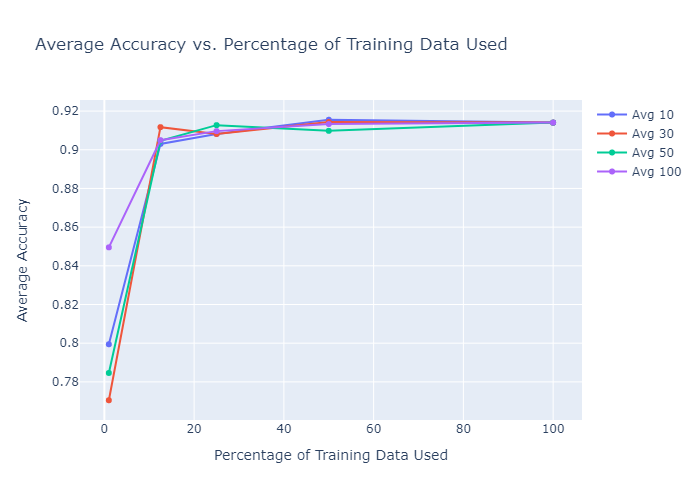 Average Accuracy vs. Percentage of Training Data Used
Avg 10
Avg 30
Avg 50
Avg 100
Average Accuracy
0.92
0.9
0.88
0.86
0.84
0.82
0.8
0.78
0 20 40 60 80 100
Percentage of Training Data Used